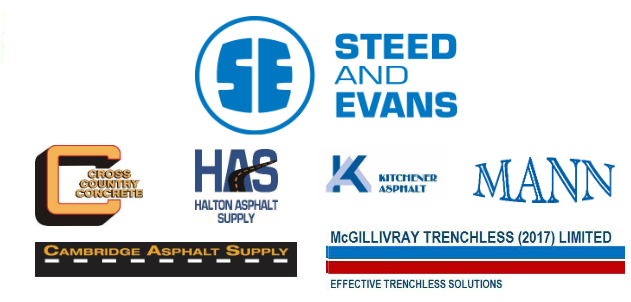 SE
STEED
AND
EVANS
C
CROSS
COUNTRY
CONCRETE
HAS
HALTON ASPHALT
SUPPLY
K
KITCHENER
ASPHALT
MANN
CAMBRIDGE ASPHALT SUPPLY
McGILLIVRAY TRENCHLESS (2017) LIMITED
EFFECTIVE TRENCHLESS SOLUTIONS